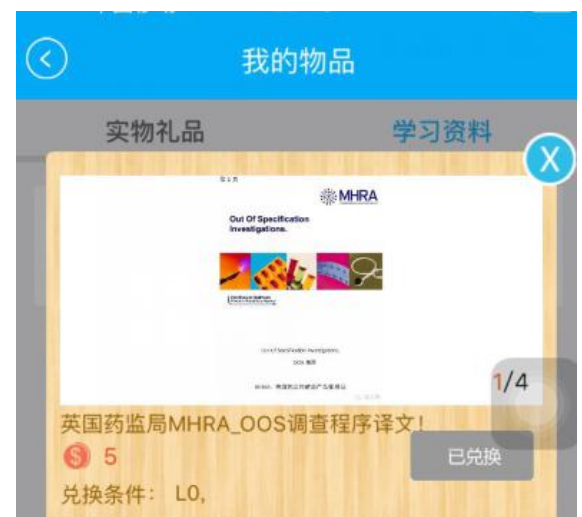 我的物品
实物礼品
学习资料
X
MHRA
Out Of Specification
Investigations.
1/4
英国药监局MHRA_OOS调查程序译文！
5
已兑换
兑换条件： L0,